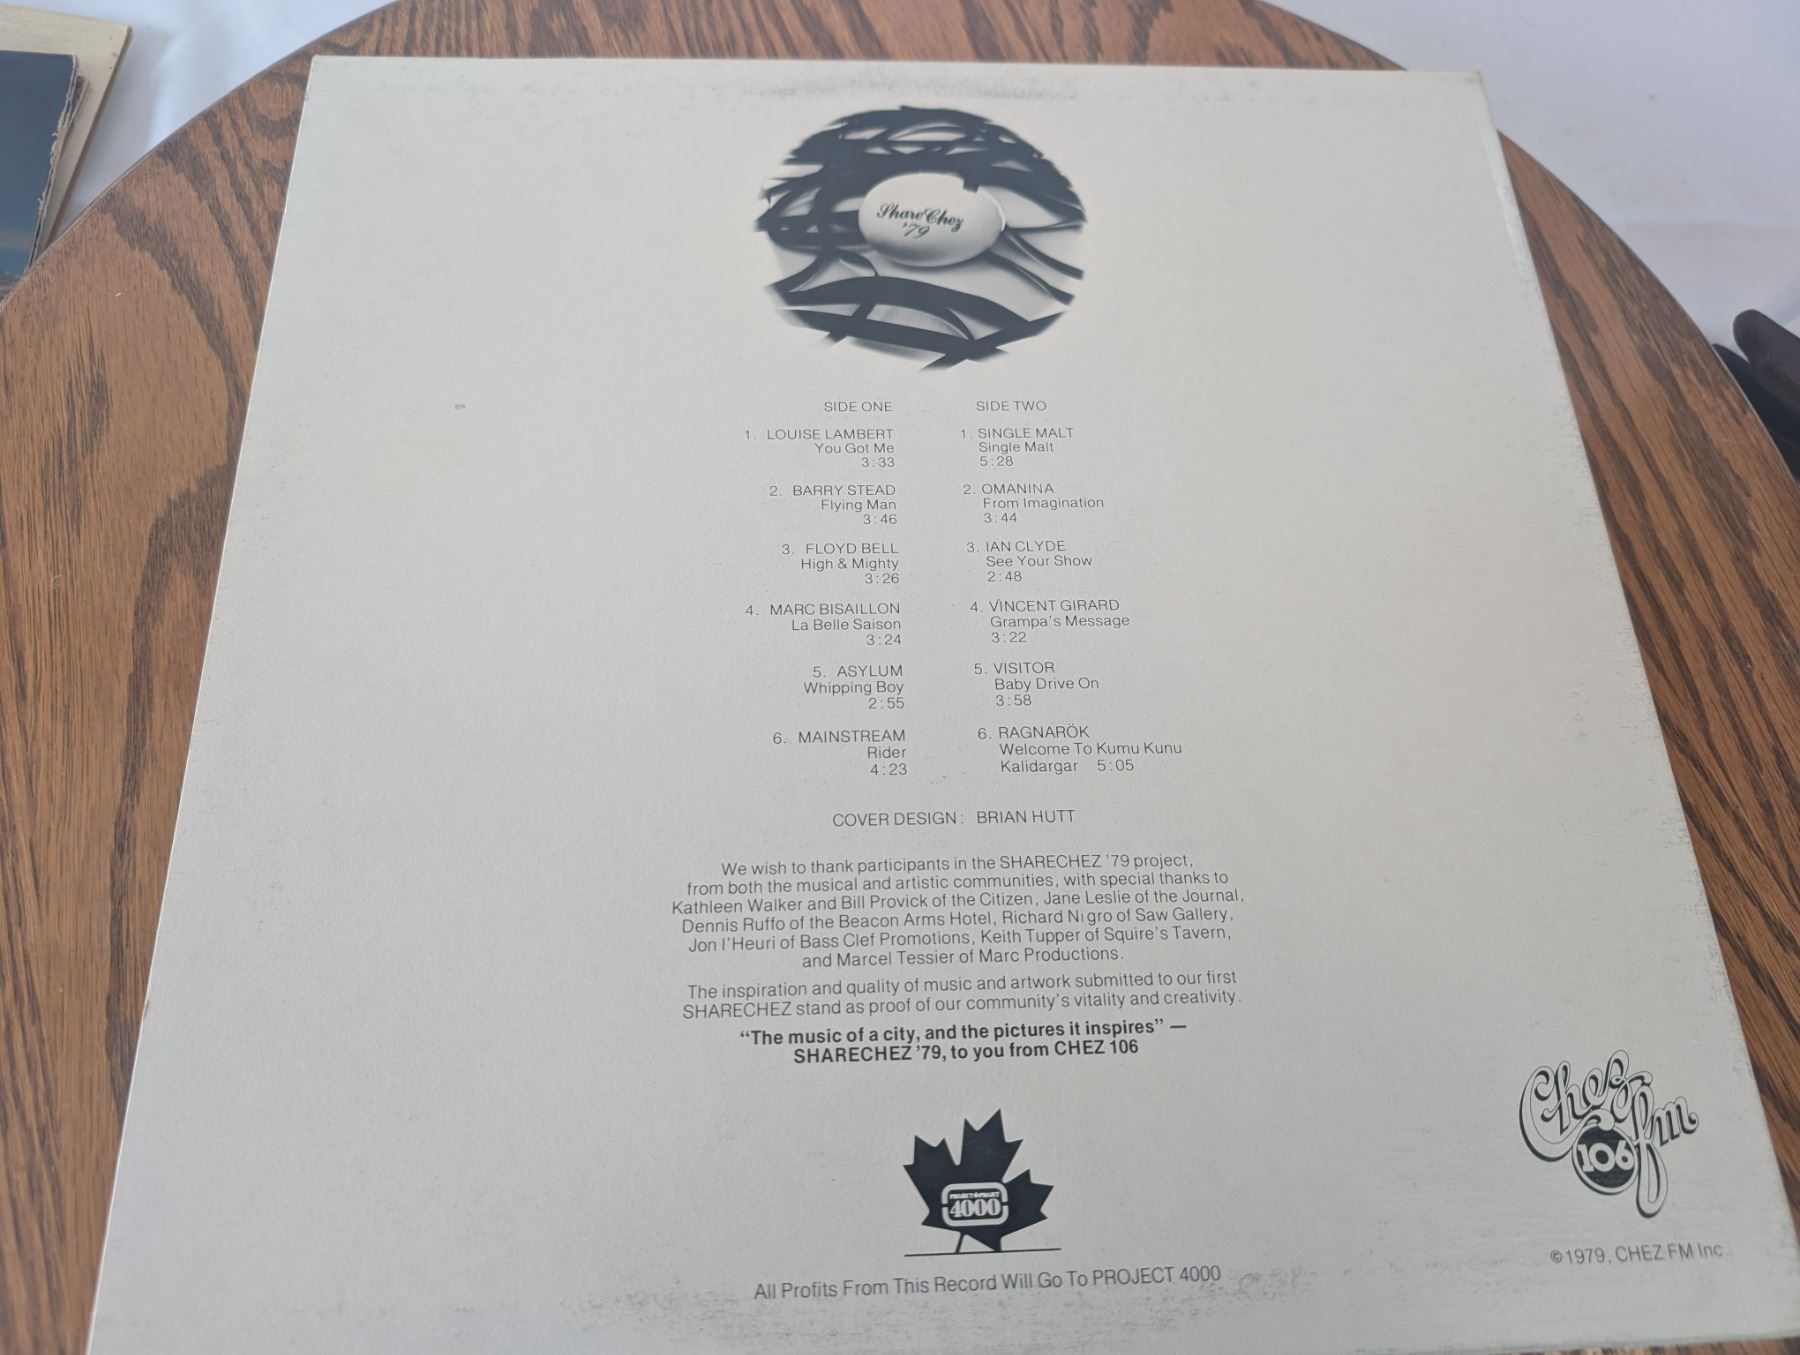 ShareChez
'79
SIDE ONE
1. LOUISE LAMBERT
You Got Me
3:33
2. BARRY STEAD
Flying Man
3:46
3. FLOYD BELL
High & Mighty
3:26
4. MARC BISAILLON
La Belle Saison
3:24
5. ASYLUM
Whipping Boy
2:55
6. MAINSTREAM
Rider
4:23
SIDE TWO
1. SINGLE MALT
Single Malt
5:28
2. OMANINA
From Imagination
3:44
3. IAN CLYDE
See Your Show
2:48
4. VINCENT GIRARD
Grampa's Message
3:22
5. VISITOR
Baby Drive On
3:58
6. RAGNARÖK
Welcome To Kumu Kunu
Kalidargar 5:05
COVER DESIGN: BRIAN HUTT
We wish to thank participants in the SHARECHEZ '79 project,
from both the musical and artistic communities, with special thanks to
Kathleen Walker and Bill Provick of the Citizen, Jane Leslie of the Journal,
Dennis Ruffo of the Beacon Arms Hotel, Richard Nigro of Saw Gallery,
Jon l'Heuri of Bass Clef Promotions, Keith Tupper of Squire's Tavern,
and Marcel Tessier of Marc Productions.
The inspiration and quality of music and artwork submitted to our first
SHARECHEZ stand as proof of our community's vitality and creativity.
"The music of a city, and the pictures it inspires" —
SHARECHEZ '79, to you from CHEZ 106
Chez
fm
106
4000
©1979, CHEZ FM Inc.
All Profits From This Record Will Go To PROJECT 4000